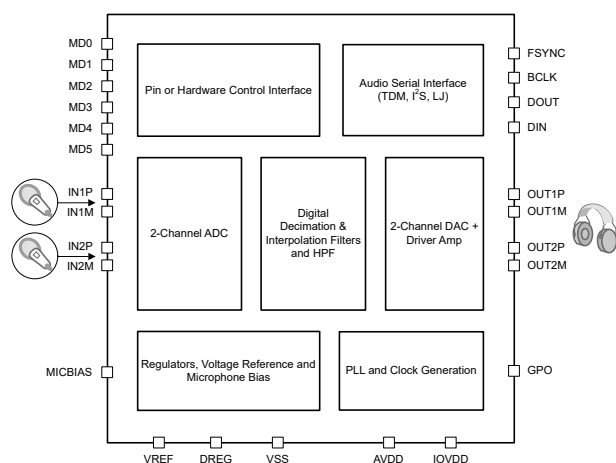 MD0
MD1
MD2
MD3
MD4
MD5
Pin or Hardware Control Interface
Audio Serial Interface
(TDM, I²S, LJ)
FSYNC
BCLK
DOUT
DIN
IN1P
IN1M
IN2P
IN2M
2-Channel ADC
Digital
Decimation &
Interpolation Filters
and HPF
2-Channel DAC +
Driver Amp
OUT1P
OUT1M
OUT2P
OUT2M
MICBIAS
Regulators, Voltage Reference and
Microphone Bias
PLL and Clock Generation
GPO
VREF
DREG
VSS
AVDD
IOVDD